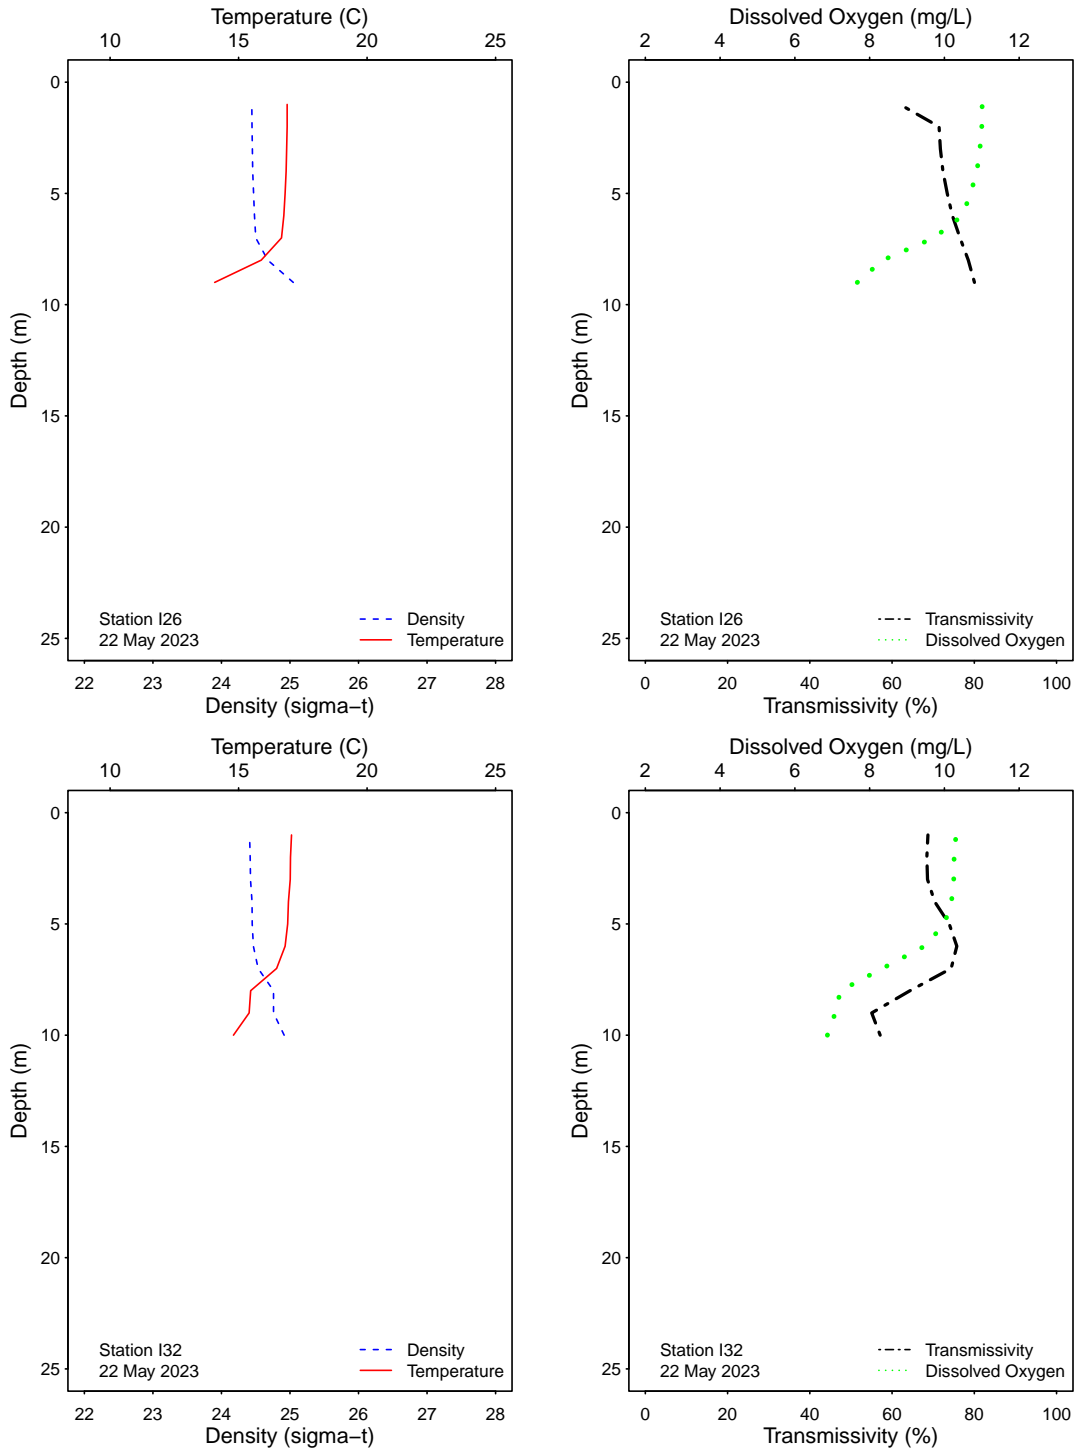 Temperature (C)
10 15 20 25
0
5
10
15
20
25
Depth (m)
Station I26
22 May 2023
Density
Temperature
22 23 24 25 26 27 28
Density (sigma−t)
Dissolved Oxygen (mg/L)
2 4 6 8 10 12
0
5
10
15
20
25
Depth (m)
Station I26
22 May 2023
Transmissivity
Dissolved Oxygen
0 20 40 60 80 100
Transmissivity (%)
Temperature (C)
10 15 20 25
0
5
10
15
20
25
Depth (m)
Station I32
22 May 2023
Density
Temperature
22 23 24 25 26 27 28
Density (sigma−t)
Dissolved Oxygen (mg/L)
2 4 6 8 10 12
0
5
10
15
20
25
Depth (m)
Station I32
22 May 2023
Transmissivity
Dissolved Oxygen
0 20 40 60 80 100
Transmissivity (%)